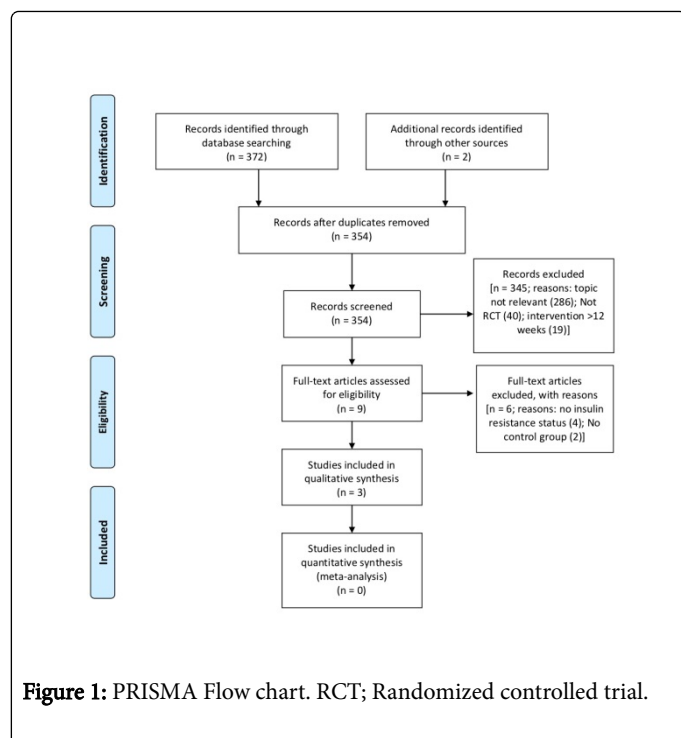 Identification
Records identified through
database searching
(n = 372)
Additional records identified
through other sources
(n = 2)
Records after duplicates removed
(n = 354)
Screening
Records screened
(n = 354)
Records excluded
[n = 345; reasons: topic
not relevant (286); Not
RCT (40); intervention >12
weeks (19)]
Eligibility
Full-text articles assessed
for eligibility
(n = 9)
Full-text articles
excluded, with reasons
[n = 6; reasons: no insulin
resistance status (4); No
control group (2)]
Studies included in
qualitative synthesis
(n = 3)
Included
Studies included in
quantitative synthesis
(meta-analysis)
(n = 0)
Figure 1: PRISMA Flow chart. RCT; Randomized controlled trial.